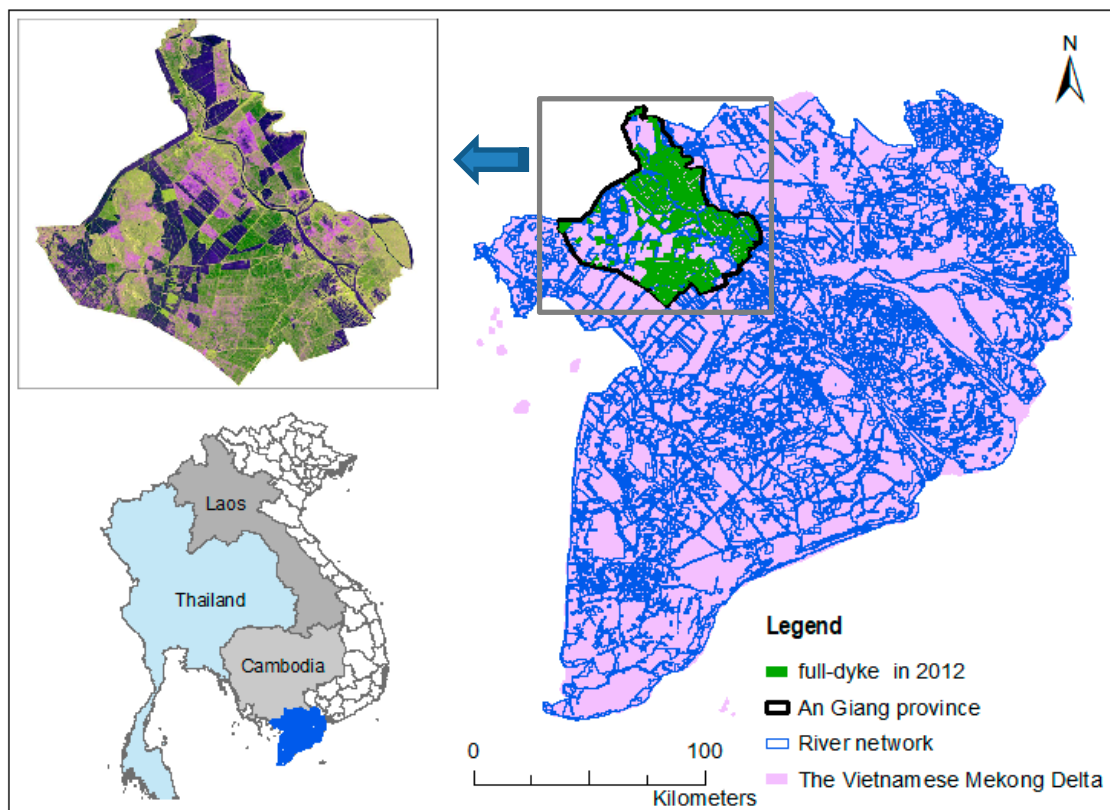 N
Laos
Thailand
Cambodia
Legend
full-dyke in 2012
An Giang province
River network
The Vietnamese Mekong Delta
0 100
Kilometers